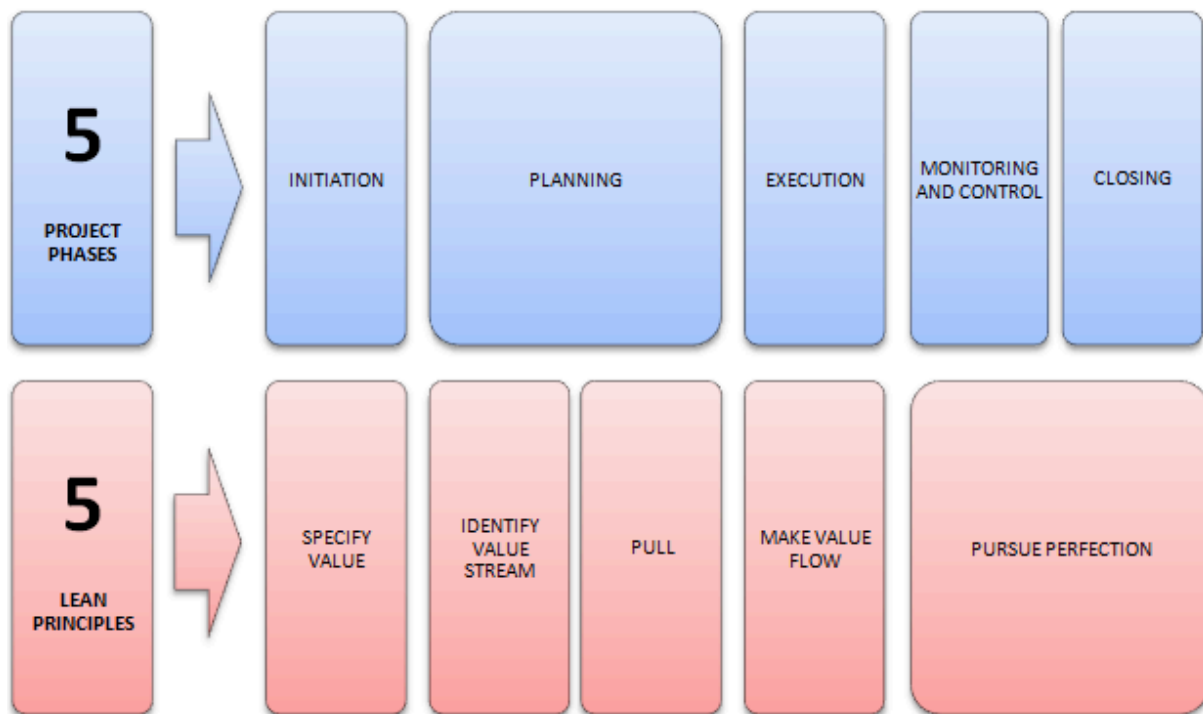 5
PROJECT
PHASES
INITIATION
PLANNING
EXECUTION
MONITORING
AND CONTROL
CLOSING
5
LEAN
PRINCIPLES
SPECIFY
VALUE
IDENTIFY
VALUE
STREAM
PULL
MAKE VALUE
FLOW
PURSUE PERFECTION